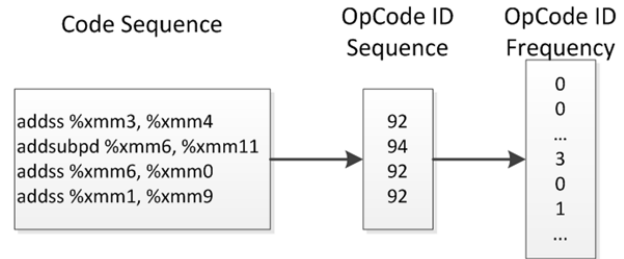 Code Sequence
OpCode ID
Sequence
OpCode ID
Frequency
addss %xmm3, %xmm4
addsubpd %xmm6, %xmm11
addss %xmm6, %xmm0
addss %xmm1, %xmm9
92
94
92
92
0
0
...
3
0
1
...